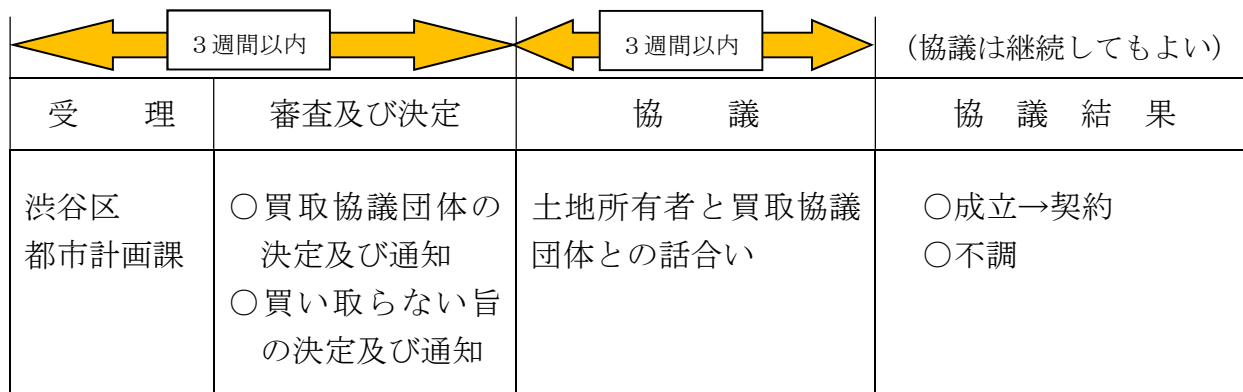 3週間以内
3週間以内
(協議は継続してもよい)
受理
審査及び決定
協議
協議結果
渋谷区
都市計画課
○買取協議団体の
決定及び通知
○買い取らない旨
の決定及び通知
土地所有者と買取協議
団体との話合い
○成立→契約
○不調